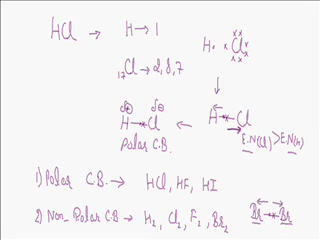 HCl → H → 1
₁₇Cl → 2,8,7
H • ×Cl
δ⊕ δ⊖
H →× Cl ← H •× Cl
Polar C.B.
E.N(Cl) > E.N(H)
1) Polar C.B. → HCl, HF, HI
2) Non-Polar C.B → H₂, Cl₂, F₂, Br₂
Br •× Br